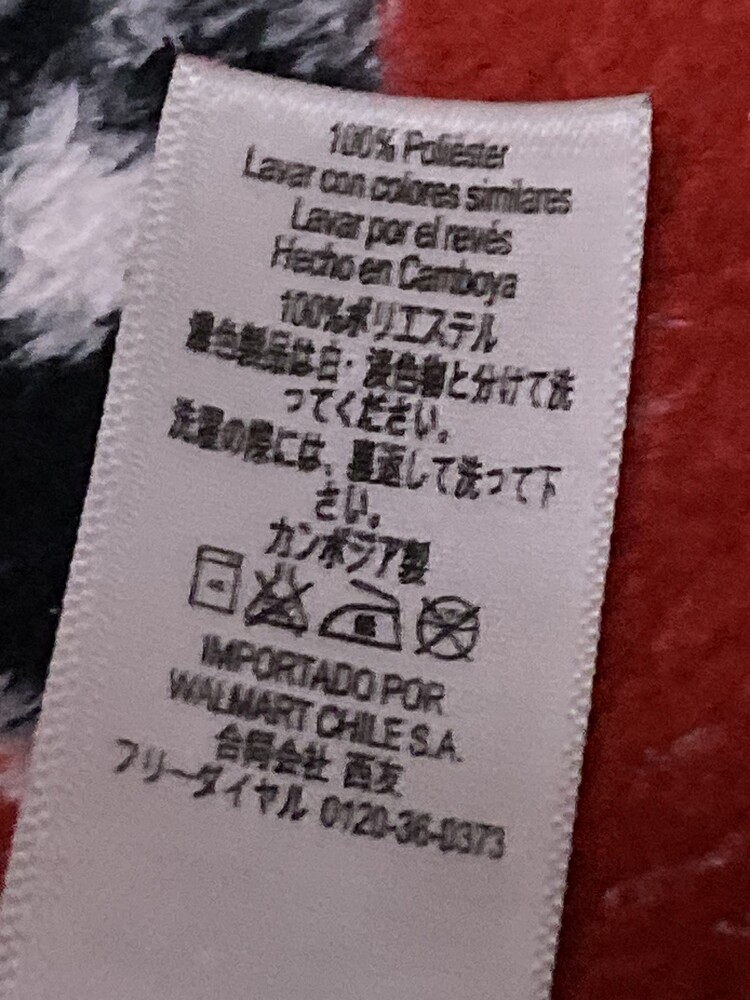 100% Poliéster
Lavar con colores similares
Lavar por el revés
Hecho en Camboya
100%ポリエステル
濃色製品は白・淡色物と分けて洗
ってください。
洗濯の際には、裏返して洗って下
さい。
カンボジア製
IMPORTADO POR
WALMART CHILE S.A.
合同会社 西友
フリーダイヤル 0120-36-0373